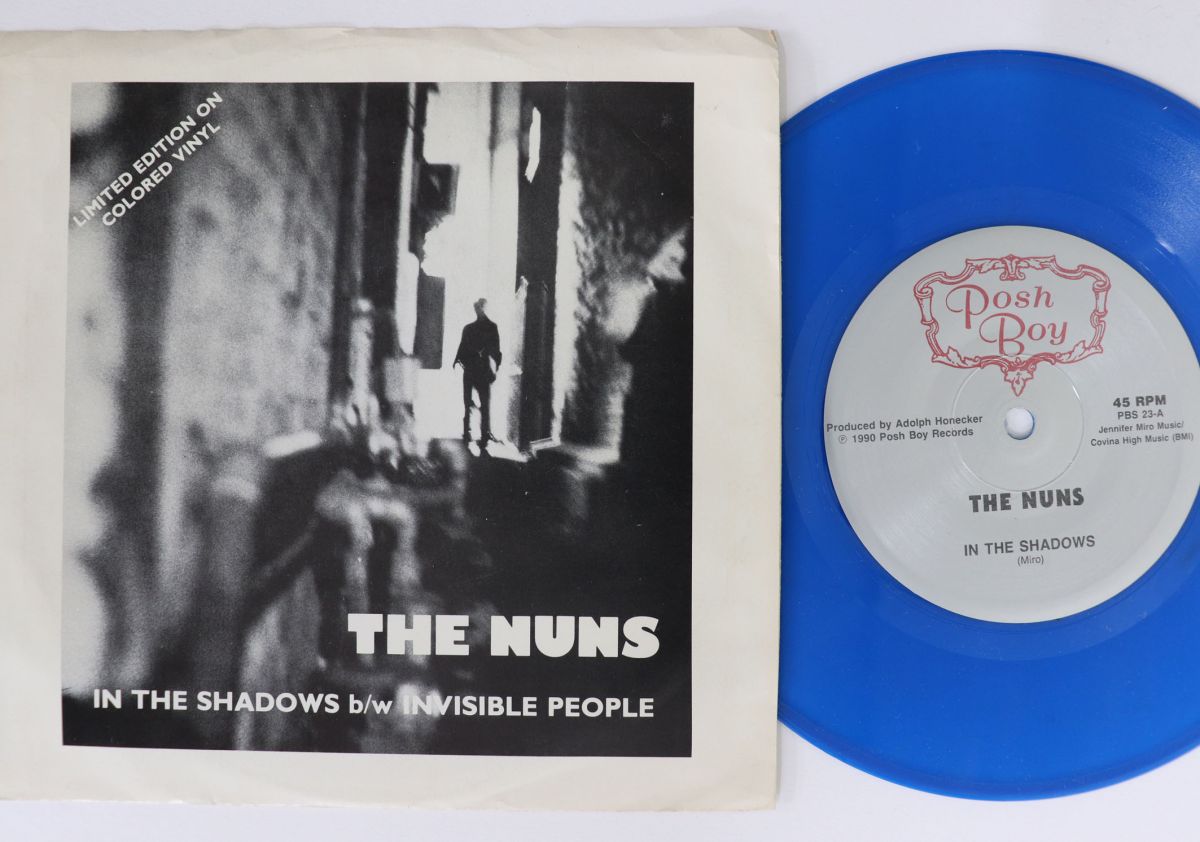 LIMITED EDITION ON
COLORED VINYL
THE NUNS
IN THE SHADOWS b/w INVISIBLE PEOPLE
Posh
Boy
45 RPM
PBS 23-A
Jennifer Miro Music/
Covina High Music (BMI)
Produced by Adolph Honecker
℗ 1990 Posh Boy Records
THE NUNS
IN THE SHADOWS
(Miro)